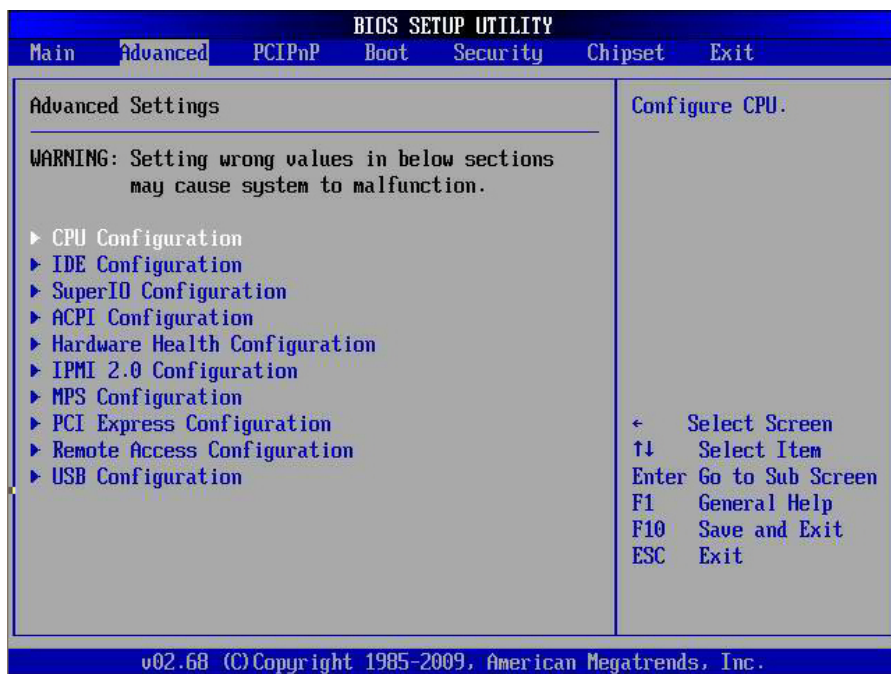 BIOS SETUP UTILITY
Main Advanced PCIPnP Boot Security Chipset Exit
Advanced Settings
WARNING: Setting wrong values in below sections
may cause system to malfunction.
▶ CPU Configuration
▶ IDE Configuration
▶ SuperIO Configuration
▶ ACPI Configuration
▶ Hardware Health Configuration
▶ IPMI 2.0 Configuration
▶ MPS Configuration
▶ PCI Express Configuration
▶ Remote Access Configuration
▶ USB Configuration
Configure CPU.
← Select Screen
↑↓ Select Item
Enter Go to Sub Screen
F1 General Help
F10 Save and Exit
ESC Exit
v02.68 (C)Copyright 1985-2009, American Megatrends, Inc.